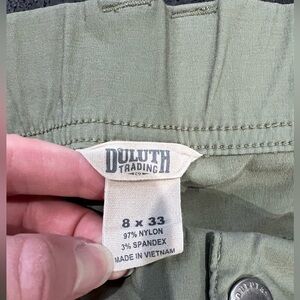 DULUTH
TRADING
CO
8 x 33
97% NYLON
3% SPANDEX
MADE IN VIETNAM